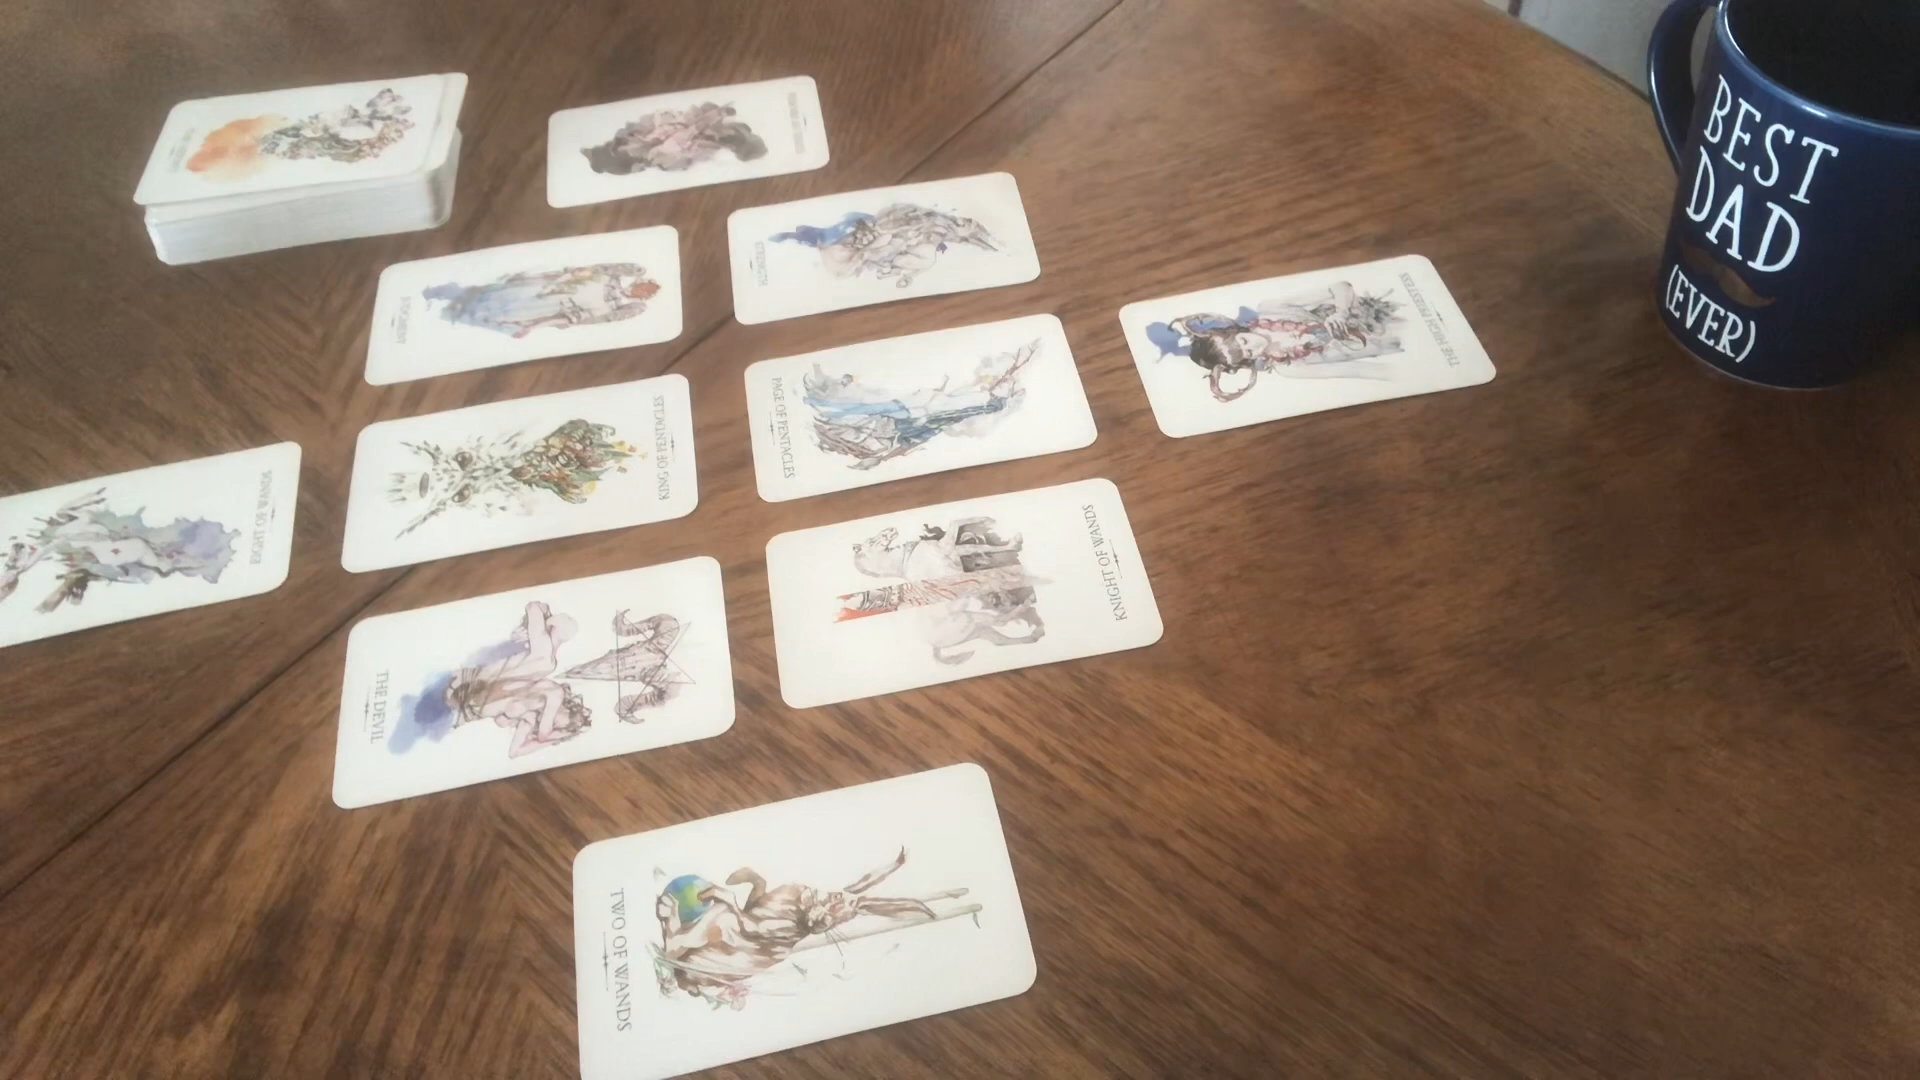 BEST
DAD
(EVER)
STRENGTH
JUDGMENT
THE HIGH PRIESTESS
PAGE OF PENTACLES
KING OF PENTACLES
EIGHT OF WANDS
KNIGHT OF WANDS
THE DEVIL
TWO OF WANDS